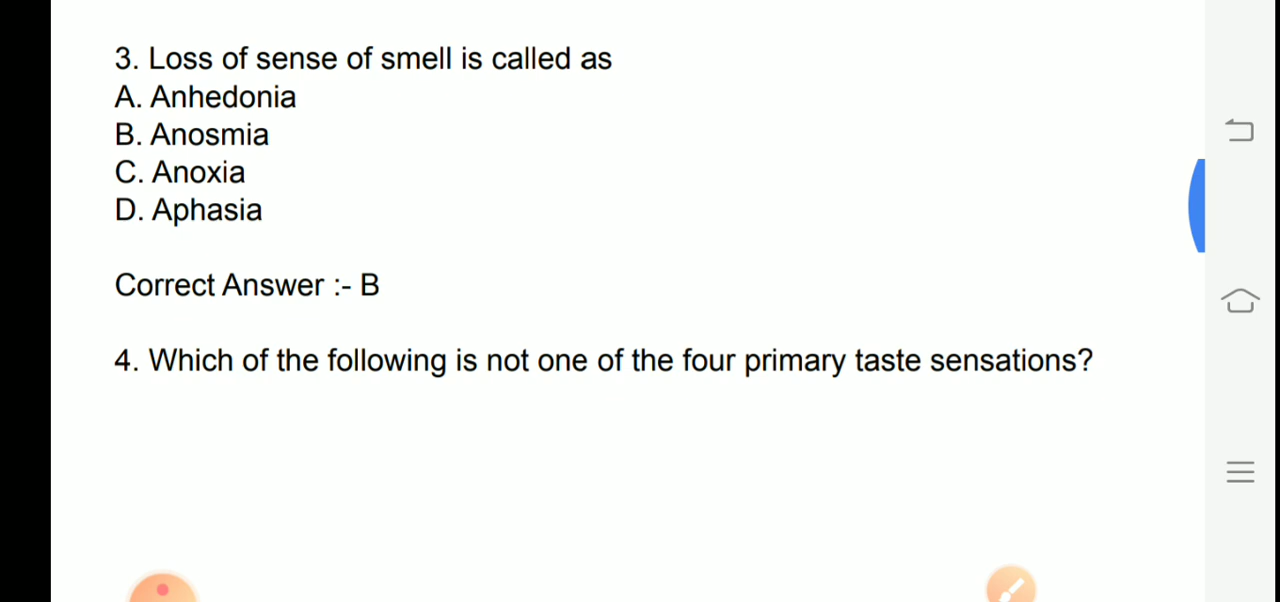 3. Loss of sense of smell is called as
A. Anhedonia
B. Anosmia
C. Anoxia
D. Aphasia
Correct Answer :- B
4. Which of the following is not one of the four primary taste sensations?